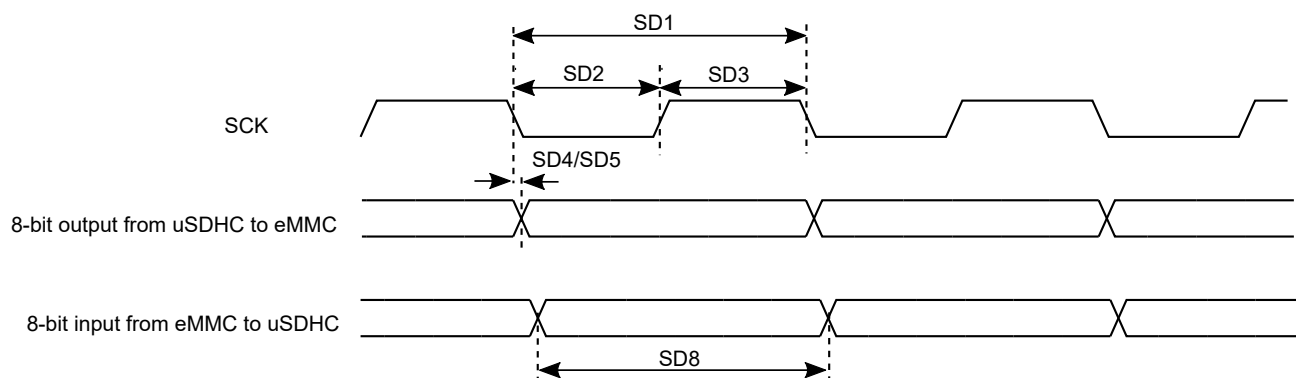 SD1
SD2
SD3
SCK
SD4/SD5
8-bit output from uSDHC to eMMC
8-bit input from eMMC to uSDHC
SD8